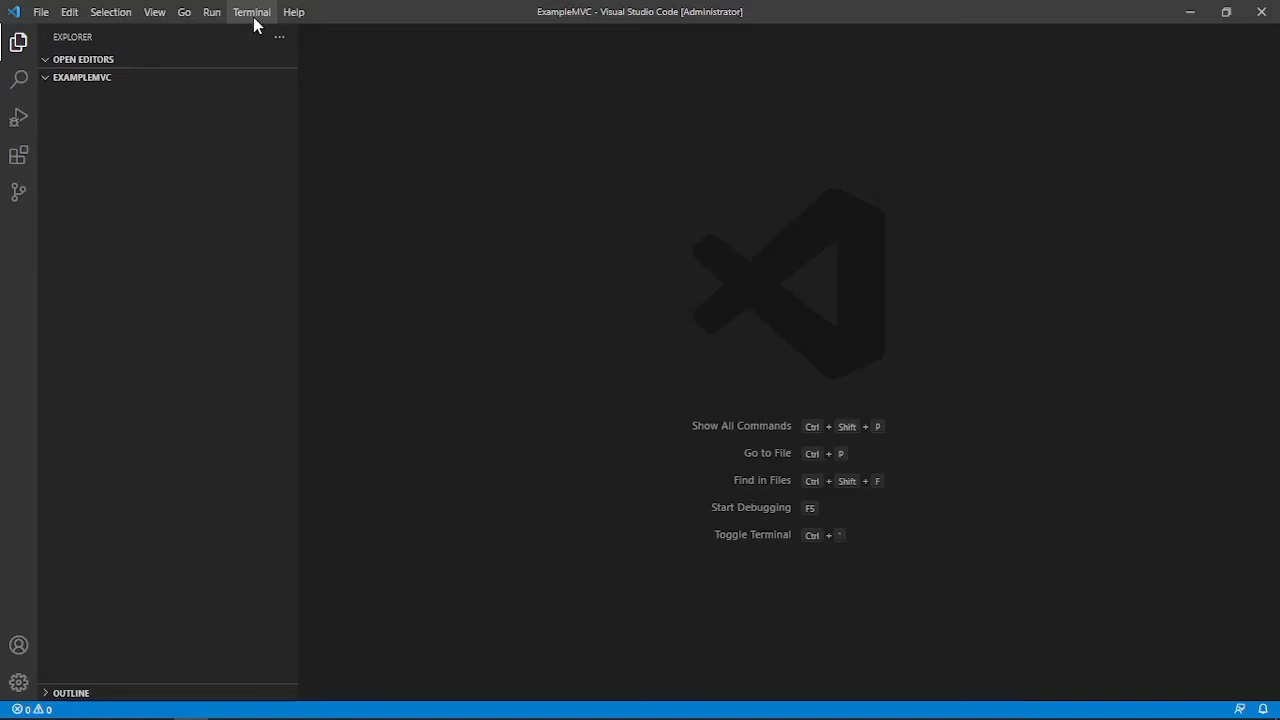 File Edit Selection View Go Run Terminal Help
ExampleMVC - Visual Studio Code [Administrator]
EXPLORER
OPEN EDITORS
EXAMPLEMVC
Show All Commands Ctrl + Shift + P
Go to File Ctrl + P
Find in Files Ctrl + Shift + F
Start Debugging F5
Toggle Terminal Ctrl + `
OUTLINE
0 0